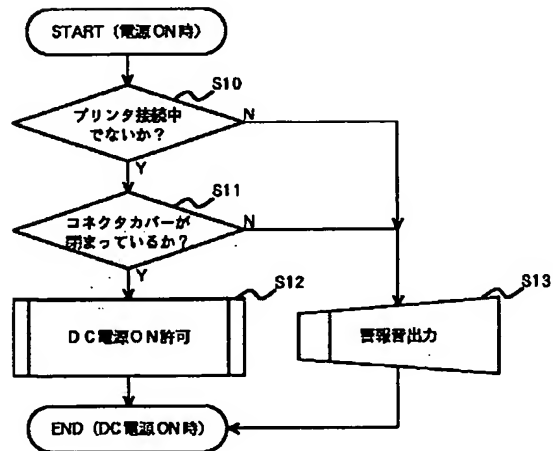 START（電源ON時）
S10
プリンタ接続中
でないか？
N
Y
S11
コネクタカバーが
閉まっているか？
N
Y
S12
DC電源ON許可
S13
警報音出力
END（DC電源ON時）